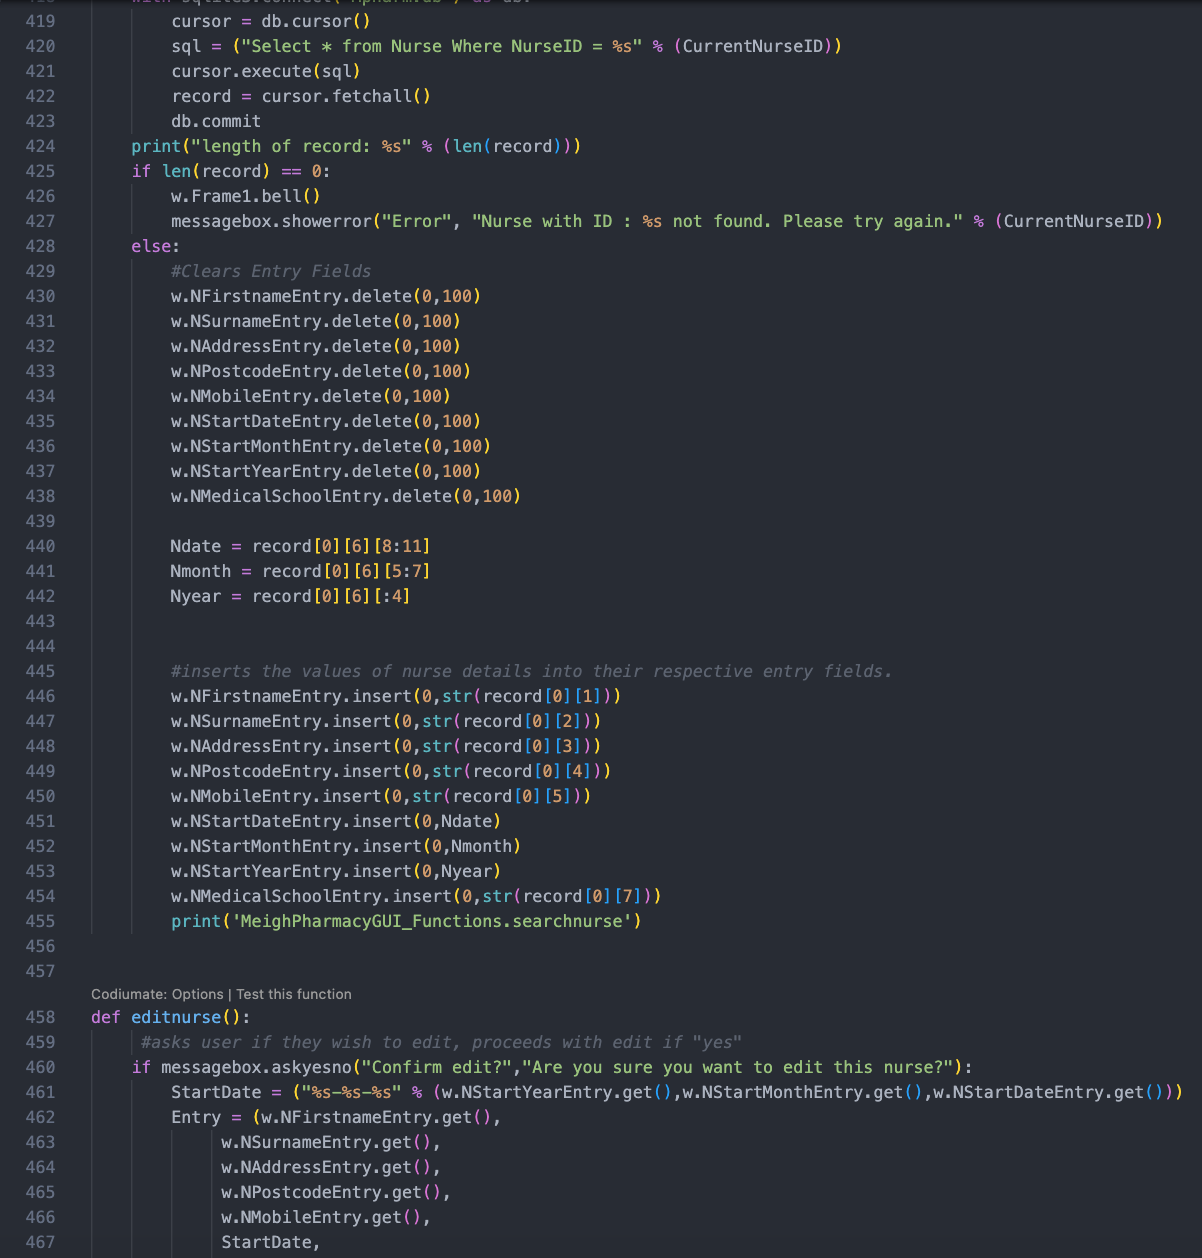 419 cursor = db.cursor()
420 sql = ("Select * from Nurse Where NurseID = %s" % (CurrentNurseID))
421 cursor.execute(sql)
422 record = cursor.fetchall()
423 db.commit
424 print("length of record: %s" % (len(record)))
425 if len(record) == 0:
426 w.Frame1.bell()
427 messagebox.showerror("Error", "Nurse with ID : %s not found. Please try again." % (CurrentNurseID))
428 else:
429 #Clears Entry Fields
430 w.NFirstnameEntry.delete(0,100)
431 w.NSurnameEntry.delete(0,100)
432 w.NAddressEntry.delete(0,100)
433 w.NPostcodeEntry.delete(0,100)
434 w.NMobileEntry.delete(0,100)
435 w.NStartDateEntry.delete(0,100)
436 w.NStartMonthEntry.delete(0,100)
437 w.NStartYearEntry.delete(0,100)
438 w.NMedicalSchoolEntry.delete(0,100)
439
440 Ndate = record[0][6][8:11]
441 Nmonth = record[0][6][5:7]
442 Nyear = record[0][6][:4]
443
444
445 #inserts the values of nurse details into their respective entry fields.
446 w.NFirstnameEntry.insert(0,str(record[0][1]))
447 w.NSurnameEntry.insert(0,str(record[0][2]))
448 w.NAddressEntry.insert(0,str(record[0][3]))
449 w.NPostcodeEntry.insert(0,str(record[0][4]))
450 w.NMobileEntry.insert(0,str(record[0][5]))
451 w.NStartDateEntry.insert(0,Ndate)
452 w.NStartMonthEntry.insert(0,Nmonth)
453 w.NStartYearEntry.insert(0,Nyear)
454 w.NMedicalSchoolEntry.insert(0,str(record[0][7]))
455 print('MeighPharmacyGUI_Functions.searchnurse')
456
457
Codiumate: Options | Test this function
458 def editnurse():
459 #asks user if they wish to edit, proceeds with edit if "yes"
460 if messagebox.askyesno("Confirm edit?","Are you sure you want to edit this nurse?"):
461 StartDate = ("%s-%s-%s" % (w.NStartYearEntry.get(),w.NStartMonthEntry.get(),w.NStartDateEntry.get()))
462 Entry = (w.NFirstnameEntry.get(),
463 w.NSurnameEntry.get(),
464 w.NAddressEntry.get(),
465 w.NPostcodeEntry.get(),
466 w.NMobileEntry.get(),
467 StartDate,